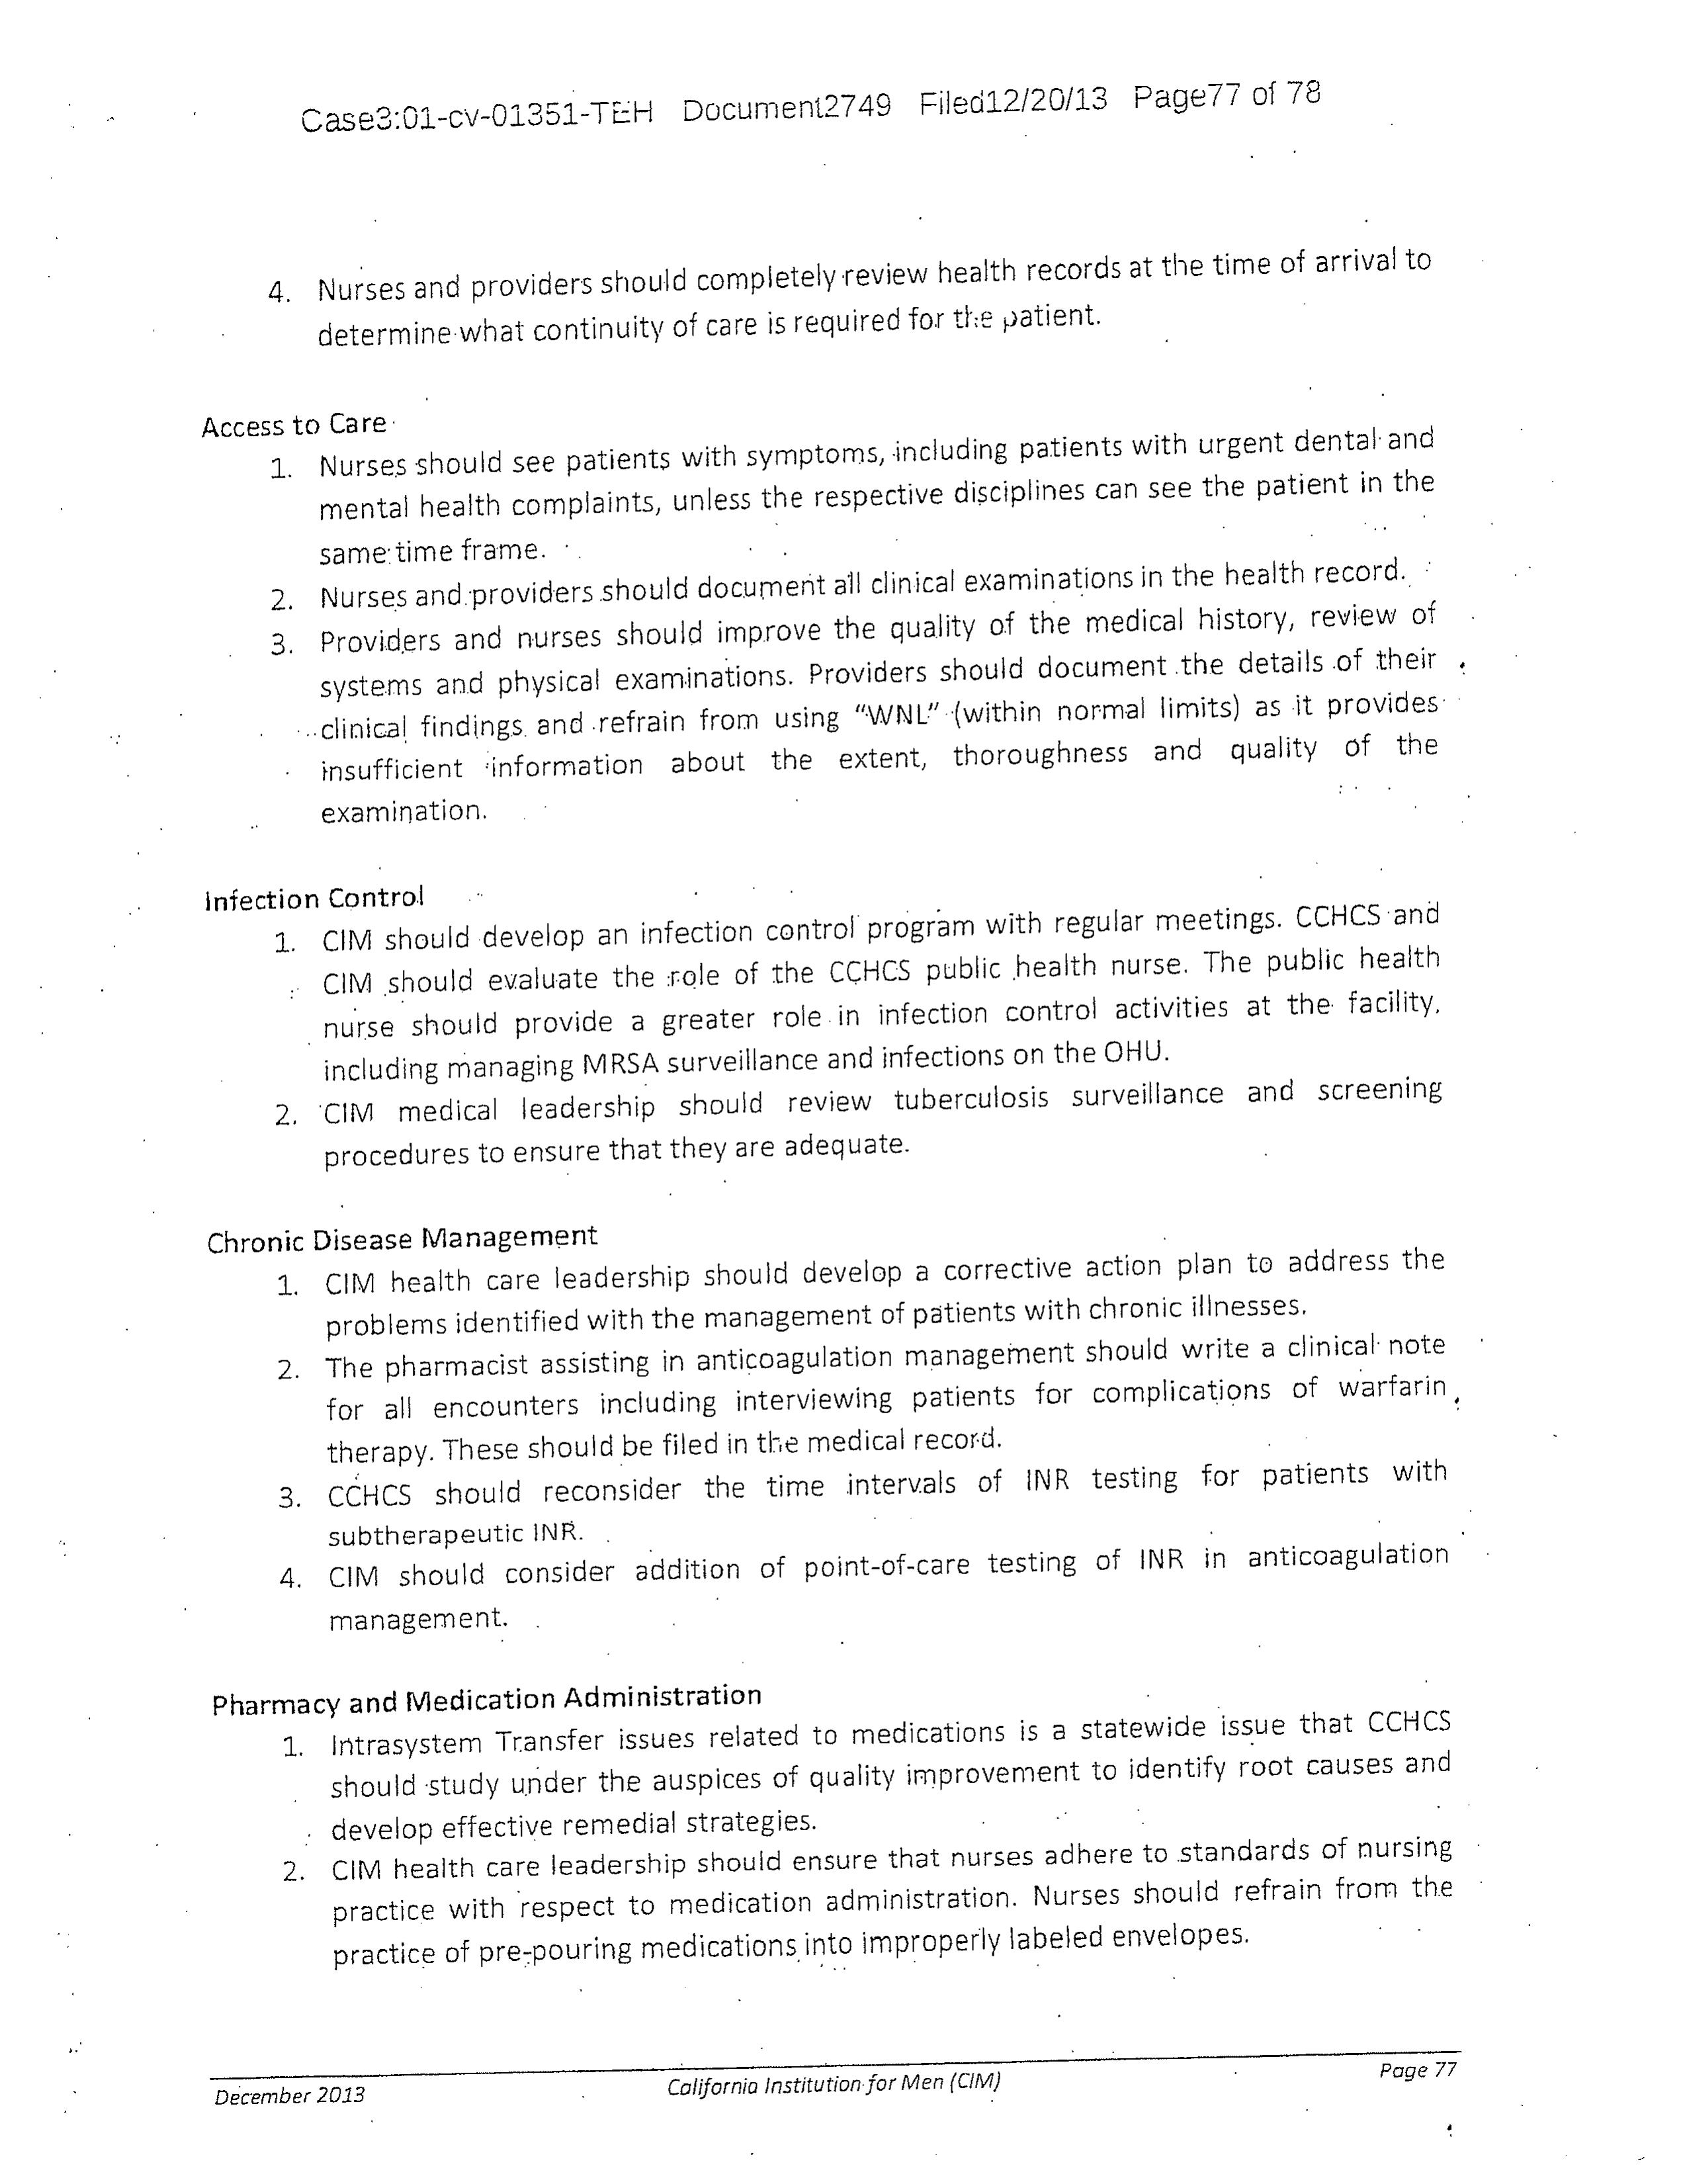 Case3:01-cv-01351-TEH Document2749 Filed12/20/13 Page77 of 78
4. Nurses and providers should completely review health records at the time of arrival to
determine what continuity of care is required for the patient.
Access to Care
1. Nurses should see patients with symptoms, including patients with urgent dental and
mental health complaints, unless the respective disciplines can see the patient in the
same time frame.
2. Nurses and providers should document all clinical examinations in the health record.
3. Providers and nurses should improve the quality of the medical history, review of
systems and physical examinations. Providers should document the details of their
clinical findings and refrain from using “WNL” (within normal limits) as it provides
insufficient information about the extent, thoroughness and quality of the
examination.
Infection Control
1. CIM should develop an infection control program with regular meetings. CCHCS and
CIM should evaluate the role of the CCHCS public health nurse. The public health
nurse should provide a greater role in infection control activities at the facility,
including managing MRSA surveillance and infections on the OHU.
2. CIM medical leadership should review tuberculosis surveillance and screening
procedures to ensure that they are adequate.
Chronic Disease Management
1. CIM health care leadership should develop a corrective action plan to address the
problems identified with the management of patients with chronic illnesses.
2. The pharmacist assisting in anticoagulation management should write a clinical note
for all encounters including interviewing patients for complications of warfarin
therapy. These should be filed in the medical record.
3. CCHCS should reconsider the time intervals of INR testing for patients with
subtherapeutic INR.
4. CIM should consider addition of point-of-care testing of INR in anticoagulation
management.
Pharmacy and Medication Administration
1. Intrasystem Transfer issues related to medications is a statewide issue that CCHCS
should study under the auspices of quality improvement to identify root causes and
develop effective remedial strategies.
2. CIM health care leadership should ensure that nurses adhere to standards of nursing
practice with respect to medication administration. Nurses should refrain from the
practice of pre-pouring medications into improperly labeled envelopes.
December 2013 California Institution for Men (CIM) Page 77